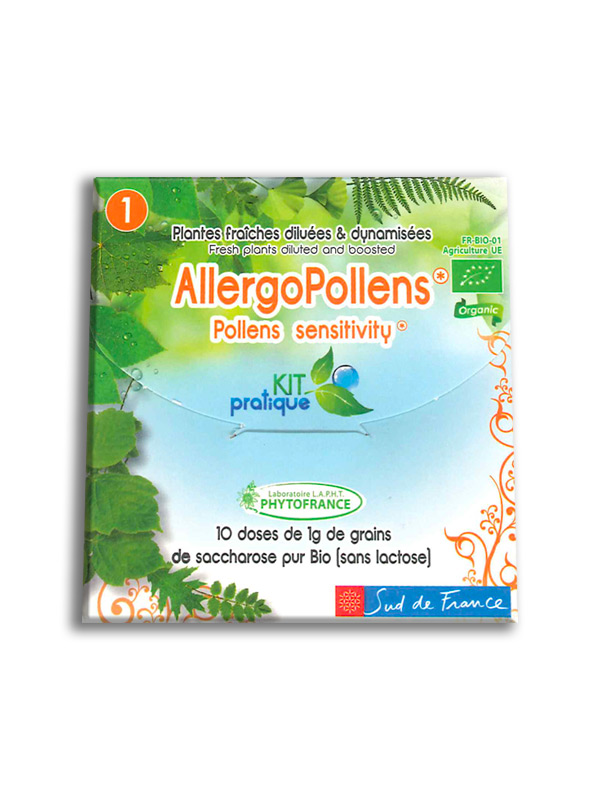 1
Plantes fraîches diluées & dynamisées
Fresh plants diluted and boosted
FR-BIO-01
Agriculture UE
AllergoPollens*
Organic
Pollens sensitivity*
KIT
pratique
Laboratoire L.A.P.H.T.
PHYTOFRANCE
10 doses de 1g de grains
de saccharose pur Bio (sans lactose)
Sud de France